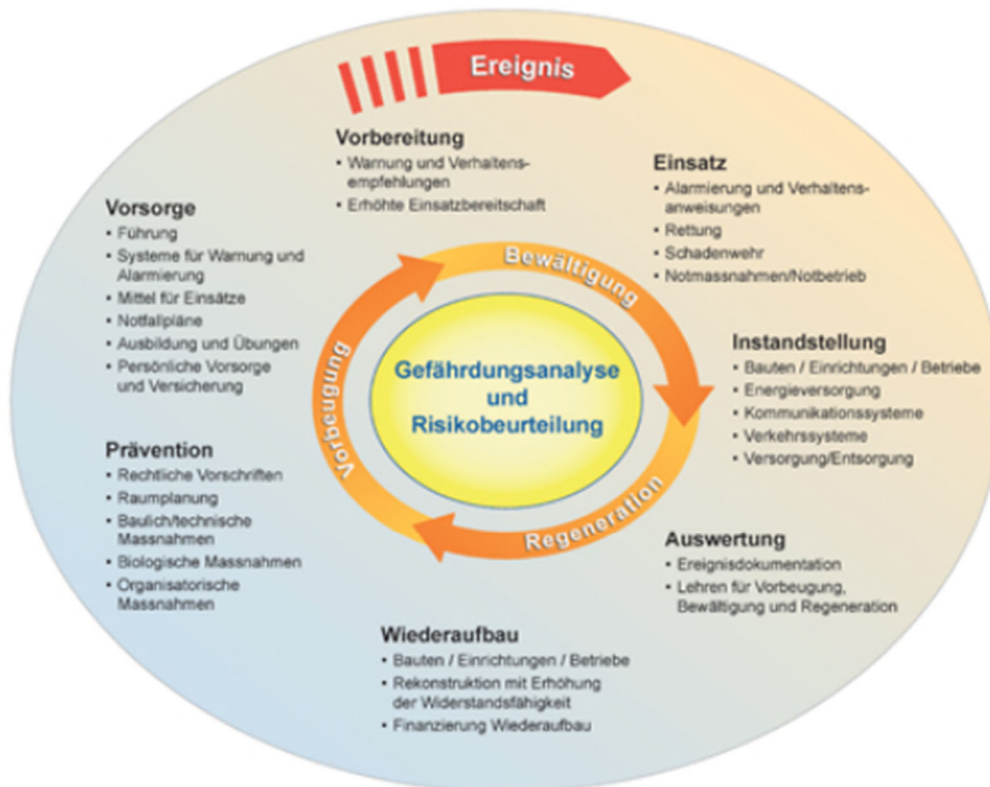 Ereignis
Vorbereitung
• Warnung und Verhaltens-
empfehlungen
• Erhöhte Einsatzbereitschaft
Einsatz
• Alarmierung und Verhaltens-
anweisungen
• Rettung
• Schadenwehr
• Notmassnahmen/Notbetrieb
Instandstellung
• Bauten / Einrichtungen / Betriebe
• Energieversorgung
• Kommunikationssysteme
• Verkehrssysteme
• Versorgung/Entsorgung
Auswertung
• Ereignisdokumentation
• Lehren für Vorbeugung,
Bewältigung und Regeneration
Wiederaufbau
• Bauten / Einrichtungen / Betriebe
• Rekonstruktion mit Erhöhung
der Widerstandsfähigkeit
• Finanzierung Wiederaufbau
Prävention
• Rechtliche Vorschriften
• Raumplanung
• Baulich/technische
Massnahmen
• Biologische Massnahmen
• Organisatorische
Massnahmen
Vorsorge
• Führung
• Systeme für Warnung und
Alarmierung
• Mittel für Einsätze
• Notfallpläne
• Ausbildung und Übungen
• Persönliche Vorsorge
und Versicherung
Bewältigung
Regeneration
Vorbeugung
Gefährdungsanalyse
und
Risikobeurteilung